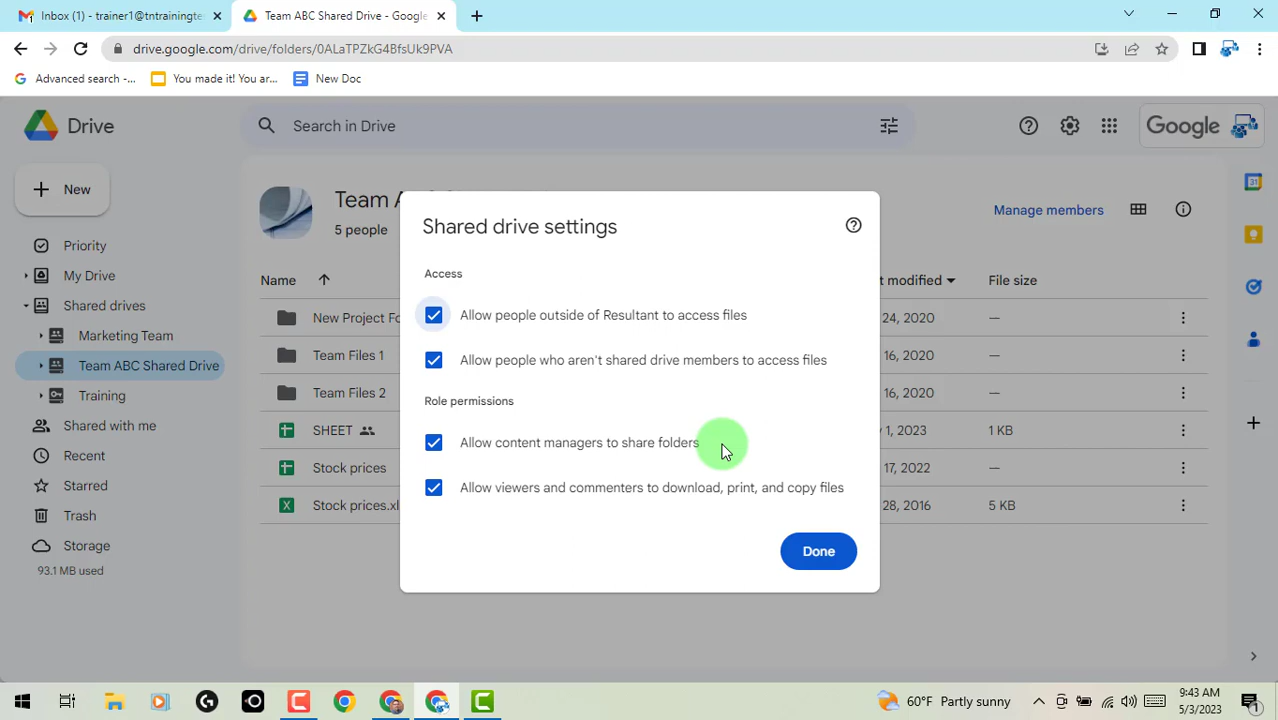 Inbox (1) - trainer1@tntrainingte
Team ABC Shared Drive - Google
drive.google.com/drive/folders/0ALaTPZkG4BfsUk9PVA
Advanced search -...
You made it! You ar...
New Doc
Drive
Search in Drive
Google
31
New
Team A
5 people
Manage members
Shared drive settings
Priority
My Drive
Shared drives
Marketing Team
Team ABC Shared Drive
Training
Shared with me
Recent
Starred
Trash
Storage
93.1 MB used
Name
t modified
File size
New Project Fo
24, 2020
—
Team Files 1
16, 2020
—
Team Files 2
16, 2020
—
SHEET
1, 2023
1 KB
Stock prices
17, 2022
—
Stock prices.xl
28, 2016
5 KB
Access
Allow people outside of Resultant to access files
Allow people who aren't shared drive members to access files
Role permissions
Allow content managers to share folders
Allow viewers and commenters to download, print, and copy files
Done
60°F Partly sunny
9:43 AM
5/3/2023
1